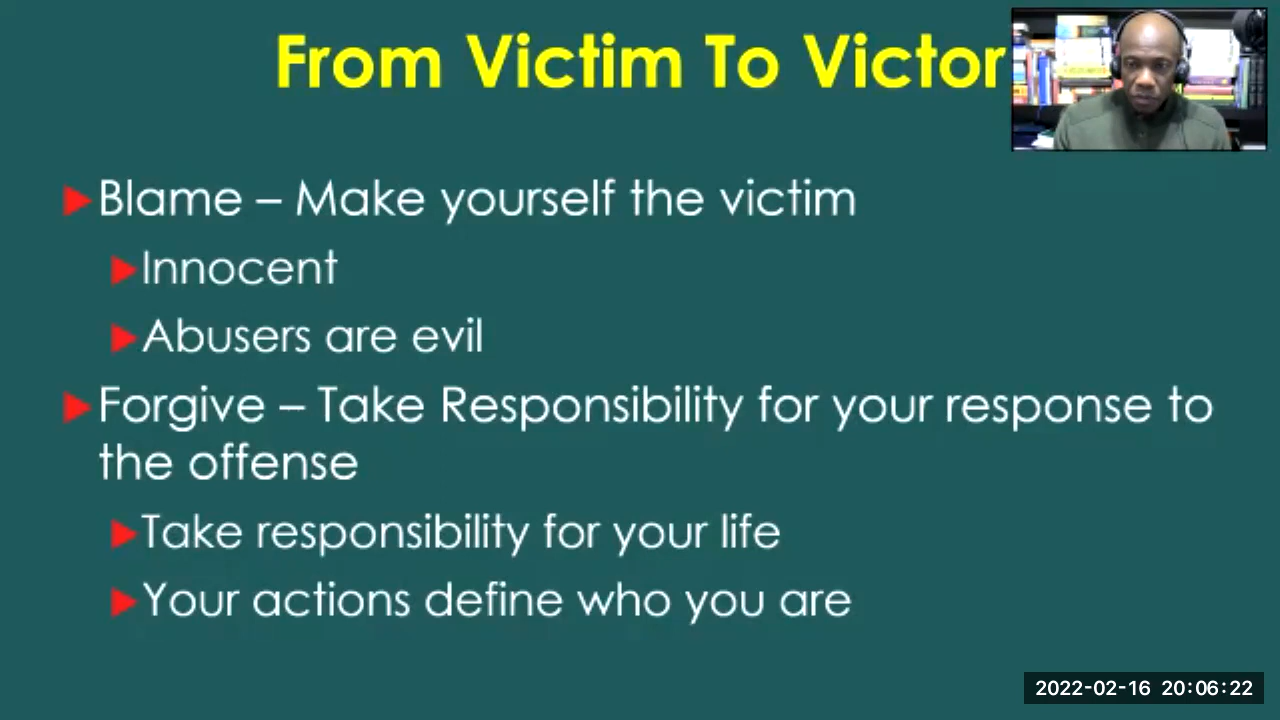 From Victim To Victor
Blame – Make yourself the victim
Innocent
Abusers are evil
Forgive – Take Responsibility for your response to
the offense
Take responsibility for your life
Your actions define who you are
2022-02-16 20:06:22